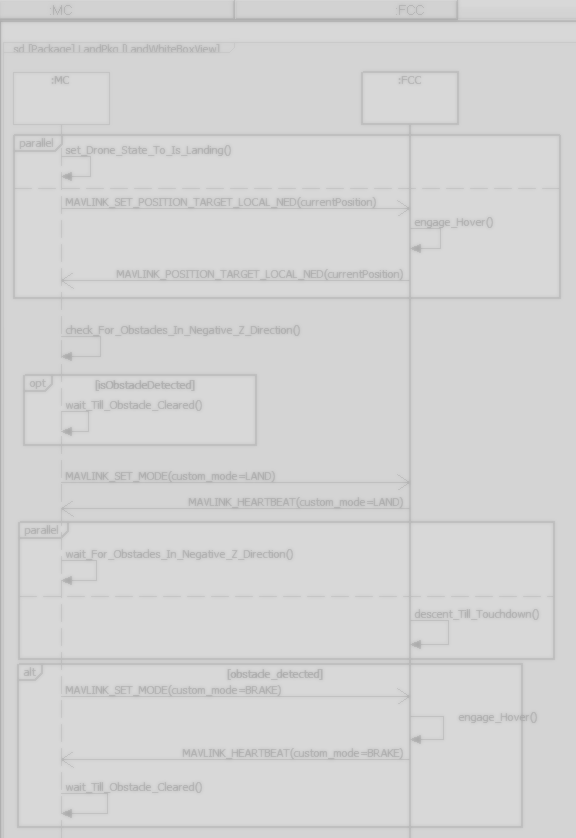 :MC :FCC
sd [Package] LandPkg [LandWhiteBoxView]
:MC :FCC
parallel
set_Drone_State_To_Is_Landing()
MAVLINK_SET_POSITION_TARGET_LOCAL_NED(currentPosition)
engage_Hover()
MAVLINK_POSITION_TARGET_LOCAL_NED(currentPosition)
check_For_Obstacles_In_Negative_Z_Direction()
opt [isObstacleDetected]
wait_Till_Obstacle_Cleared()
MAVLINK_SET_MODE(custom_mode=LAND)
MAVLINK_HEARTBEAT(custom_mode=LAND)
parallel
wait_For_Obstacles_In_Negative_Z_Direction()
descent_Till_Touchdown()
alt [obstacle_detected]
MAVLINK_SET_MODE(custom_mode=BRAKE)
engage_Hover()
MAVLINK_HEARTBEAT(custom_mode=BRAKE)
wait_Till_Obstacle_Cleared()